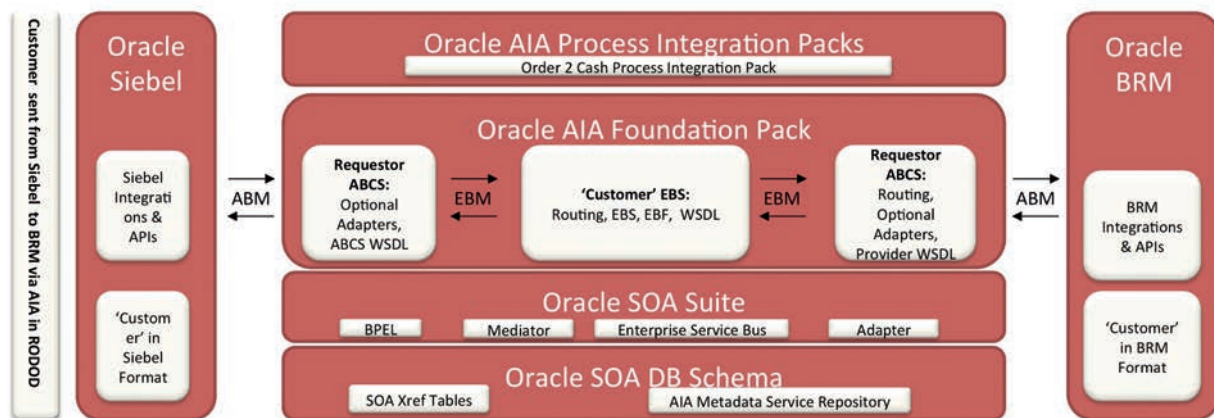 Customer sent from Siebel to BRM via AIA in RODOD
Oracle
Siebel
Siebel
Integrati
ons &
APIs
'Custom
er' in
Siebel
Format
ABM
Oracle AIA Process Integration Packs
Order 2 Cash Process Integration Pack
Oracle AIA Foundation Pack
Requestor
ABCS:
Optional
Adapters,
ABCS WSDL
EBM
'Customer' EBS:
Routing, EBS, EBF, WSDL
EBM
Requestor
ABCS:
Routing,
Optional
Adapters,
Provider WSDL
Oracle SOA Suite
BPEL
Mediator
Enterprise Service Bus
Adapter
Oracle SOA DB Schema
SOA Xref Tables
AIA Metadata Service Repository
ABM
Oracle
BRM
BRM
Integrations
& APIs
'Customer'
in BRM
Format